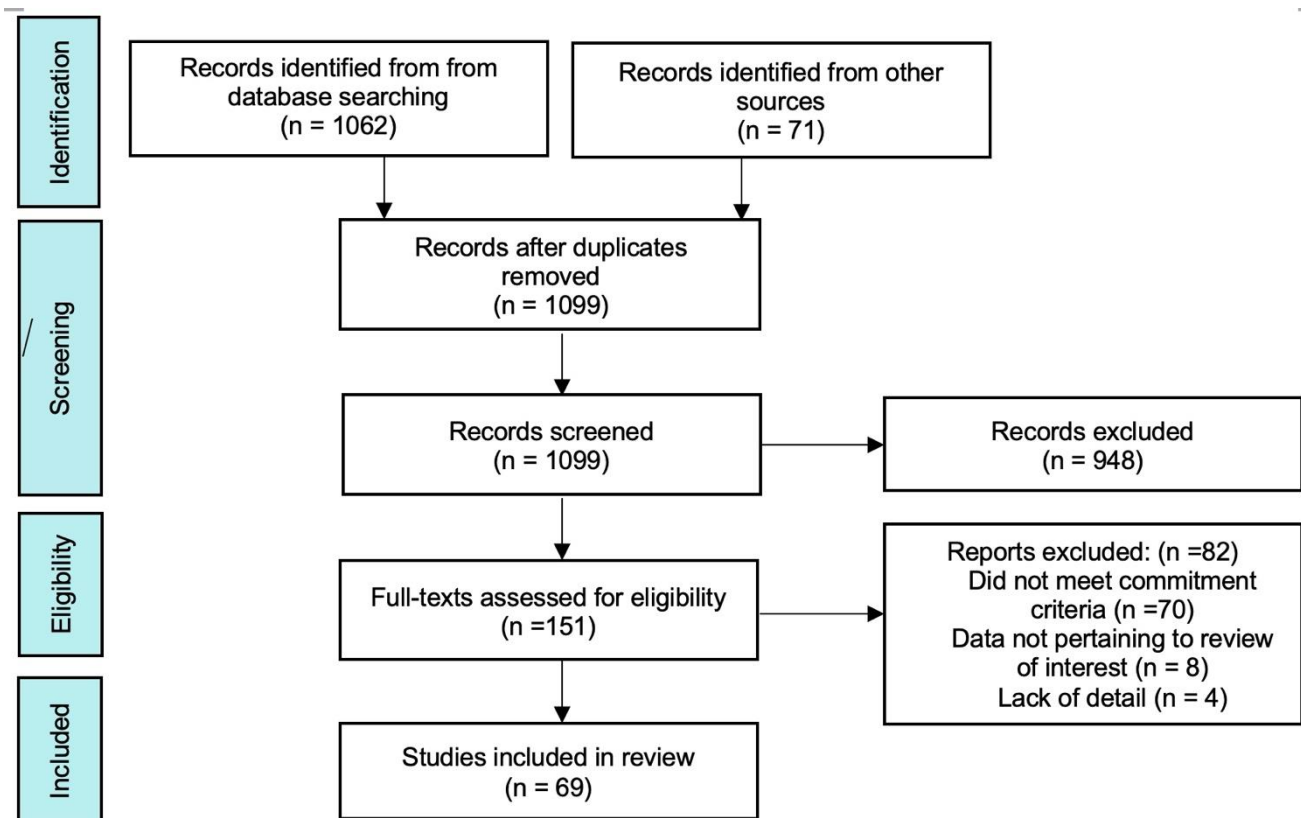 Identification
Records identified from from
database searching
(n = 1062)
Records identified from other
sources
(n = 71)
Screening
Records after duplicates
removed
(n = 1099)
Records screened
(n = 1099)
Records excluded
(n = 948)
Eligibility
Full-texts assessed for eligibility
(n =151)
Reports excluded: (n =82)
Did not meet commitment
criteria (n =70)
Data not pertaining to review
of interest (n = 8)
Lack of detail (n = 4)
Included
Studies included in review
(n = 69)